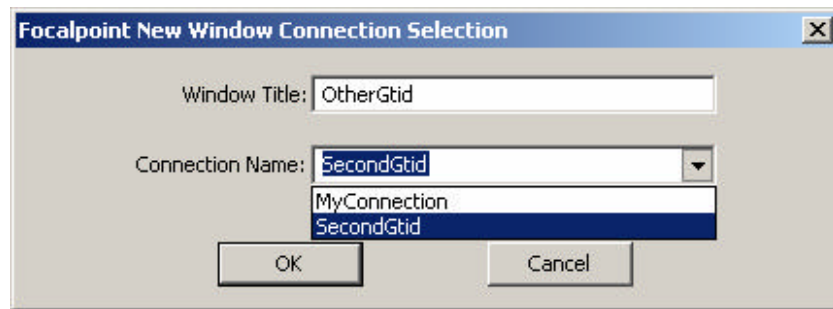 Focalpoint New Window Connection Selection
Window Title: OtherGtid
Connection Name: SecondGtid
MyConnection
SecondGtid
OK Cancel